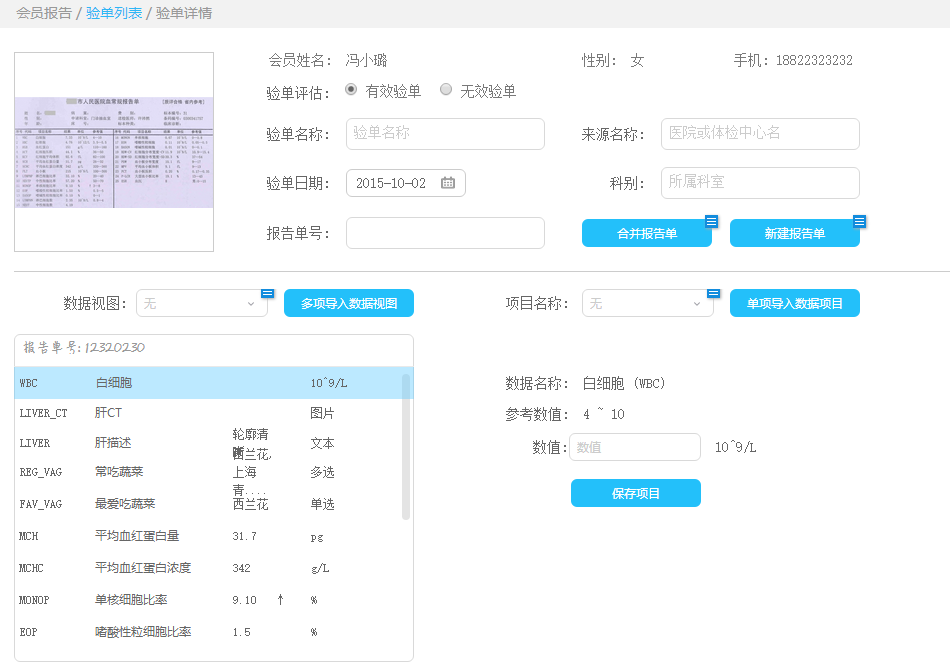 会员报告 / 验单列表 / 验单详情
会员姓名： 冯小璐 性别： 女 手机：18822323232
验单评估： 有效验单 无效验单
验单名称： 验单名称 来源名称： 医院或体检中心名
验单日期： 2015-10-02 科别： 所属科室
报告单号： 合并报告单 新建报告单
市人民医院血常规报告单
数据视图： 无 多项导入数据视图 项目名称： 无 单项导入数据项目
报告单号：12320230
WBC 白细胞 10^9/L
LIVER_CT 肝CT 图片
LIVER 肝描述 轮廓清 文本
REG_VAG 常吃蔬菜 西兰花, 上海青.... 多选
FAV_VAG 最爱吃蔬菜 西兰花 单选
MCH 平均血红蛋白量 31.7 pg
MCHC 平均血红蛋白浓度 342 g/L
MONOP 单核细胞比率 9.10 ↑ %
EOP 嗜酸性粒细胞比率 1.5 %
数据名称： 白细胞 (WBC)
参考数值： 4 ~ 10
数值： 数值 10^9/L
保存项目